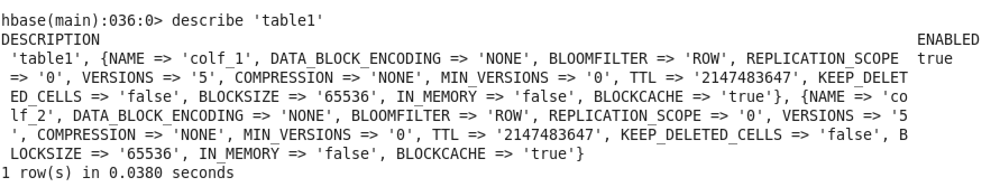 hbase(main):036:0> describe 'table1'
DESCRIPTION ENABLED
'table1', {NAME => 'colf_1', DATA_BLOCK_ENCODING => 'NONE', BLOOMFILTER => 'ROW', REPLICATION_SCOPE true
=> '0', VERSIONS => '5', COMPRESSION => 'NONE', MIN_VERSIONS => '0', TTL => '2147483647', KEEP_DELET
ED_CELLS => 'false', BLOCKSIZE => '65536', IN_MEMORY => 'false', BLOCKCACHE => 'true'}, {NAME => 'co
lf_2', DATA_BLOCK_ENCODING => 'NONE', BLOOMFILTER => 'ROW', REPLICATION_SCOPE => '0', VERSIONS => '5
', COMPRESSION => 'NONE', MIN_VERSIONS => '0', TTL => '2147483647', KEEP_DELETED_CELLS => 'false', B
LOCKSIZE => '65536', IN_MEMORY => 'false', BLOCKCACHE => 'true'}
1 row(s) in 0.0380 seconds